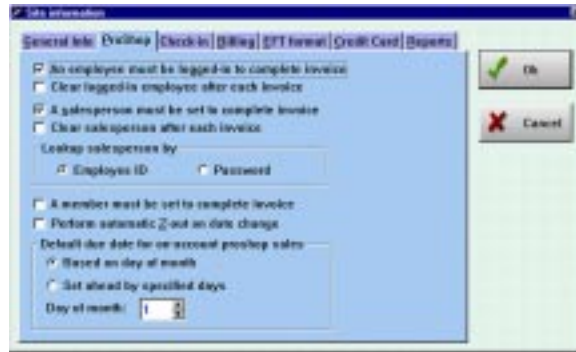 Site information
General Info ProShop Check-in Billing EFT format Credit Card Reports
An employee must be logged-in to complete invoice
Clear logged-in employee after each invoice
A salesperson must be set to complete invoice
Clear salesperson after each invoice
Lookup salesperson by
Employee ID Password
A member must be set to complete invoice
Perform automatic Z-out on date change
Default due date for on account proshop sales
Based on day of month
Set ahead by specified days
Day of month: 1
Ok
Cancel